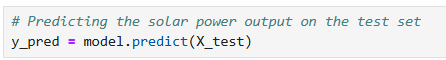 # Predicting the solar power output on the test set
y_pred = model.predict(X_test)